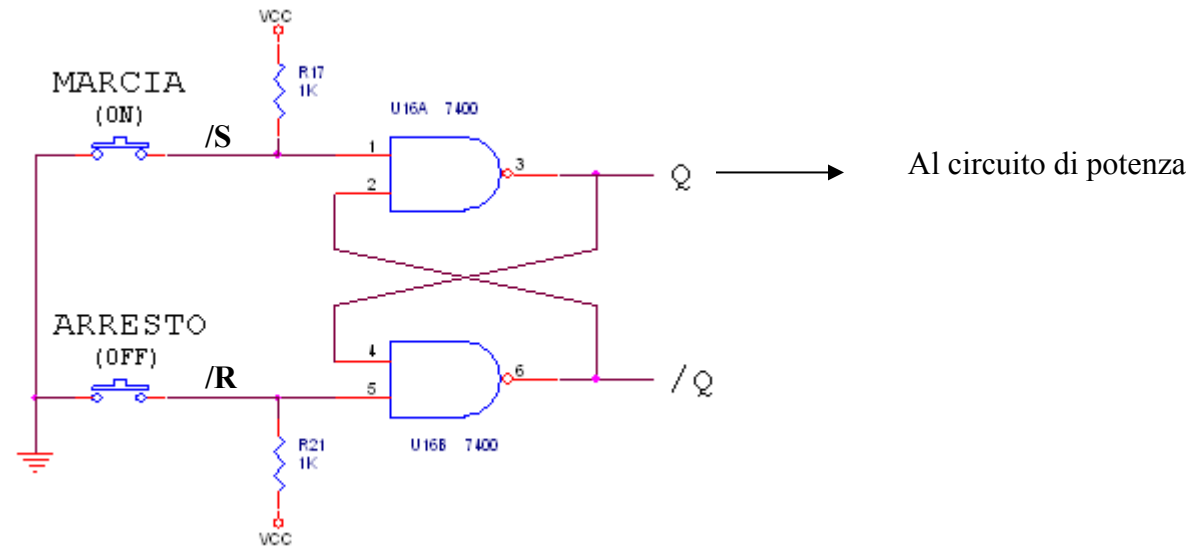 VCC
R17
1K
MARCIA
(ON)
/S
U16A 7400
1
2
3
Q
Al circuito di potenza
ARRESTO
(OFF)
/R
4
5
6
/Q
U16B 7400
R21
1K
VCC